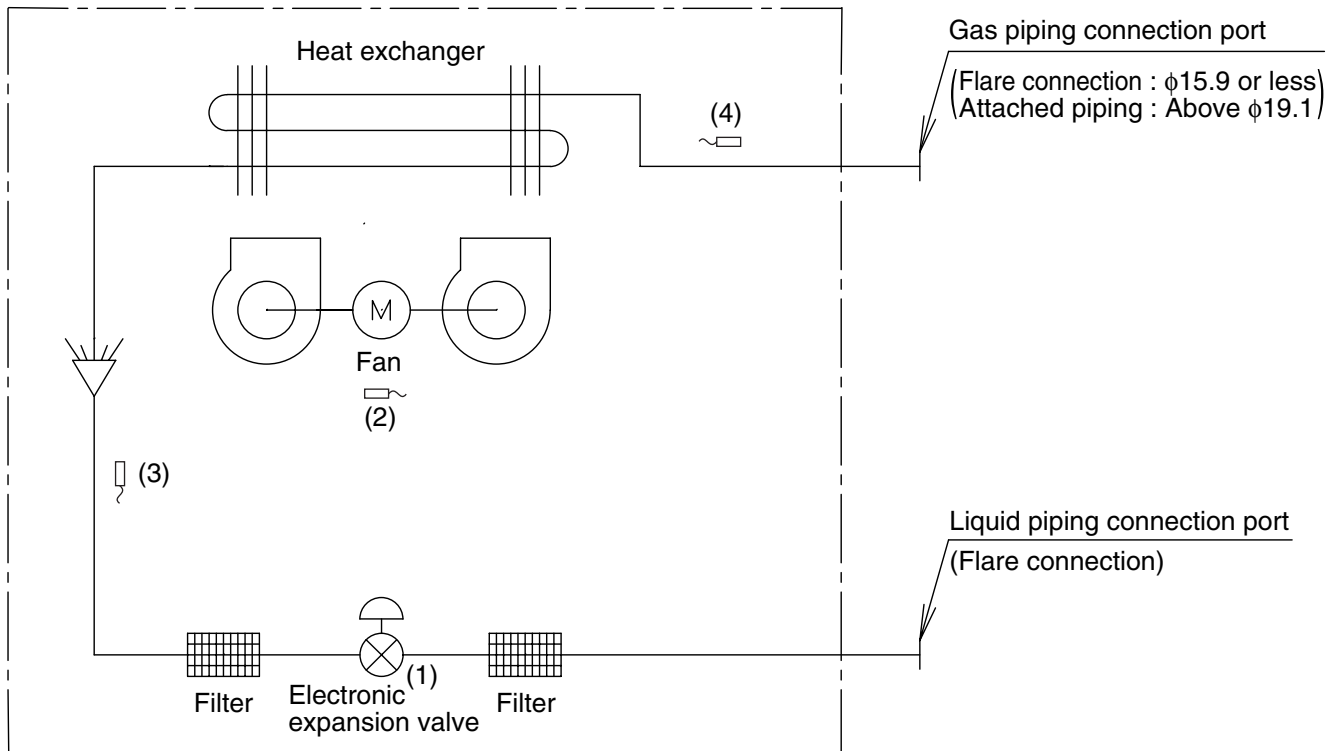 Heat exchanger
Gas piping connection port
(Flare connection : ϕ15.9 or less)
(Attached piping : Above ϕ19.1)
(4)
M
Fan
(2)
(3)
Liquid piping connection port
(Flare connection)
(1)
Filter
Electronic
expansion valve
Filter